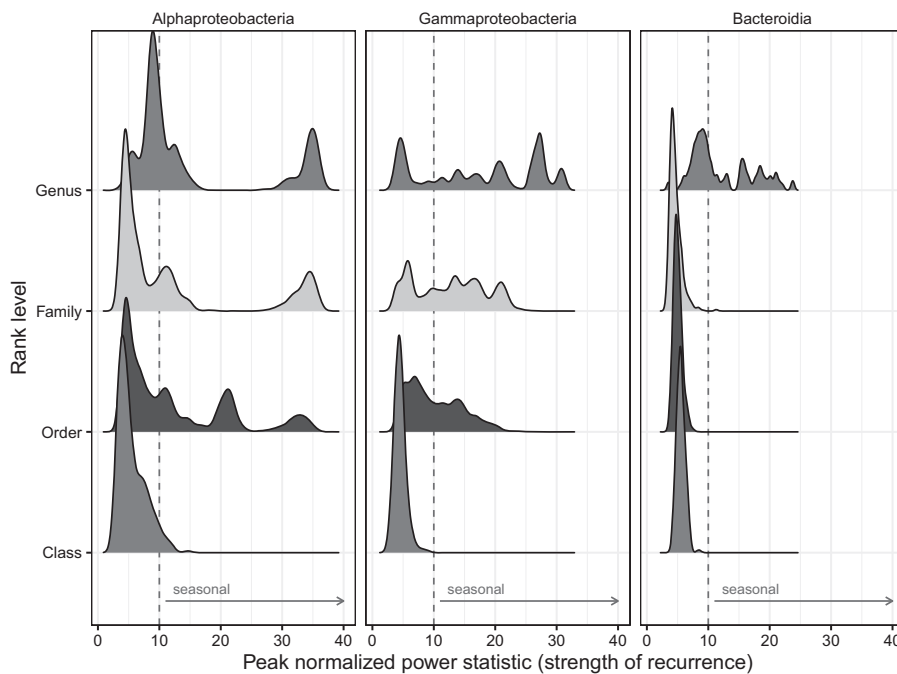 Alphaproteobacteria Gammaproteobacteria Bacteroidia
Rank level
Genus
Family
Order
Class
seasonal seasonal seasonal
0 10 20 30 40 0 10 20 30 40 0 10 20 30 40
Peak normalized power statistic (strength of recurrence)